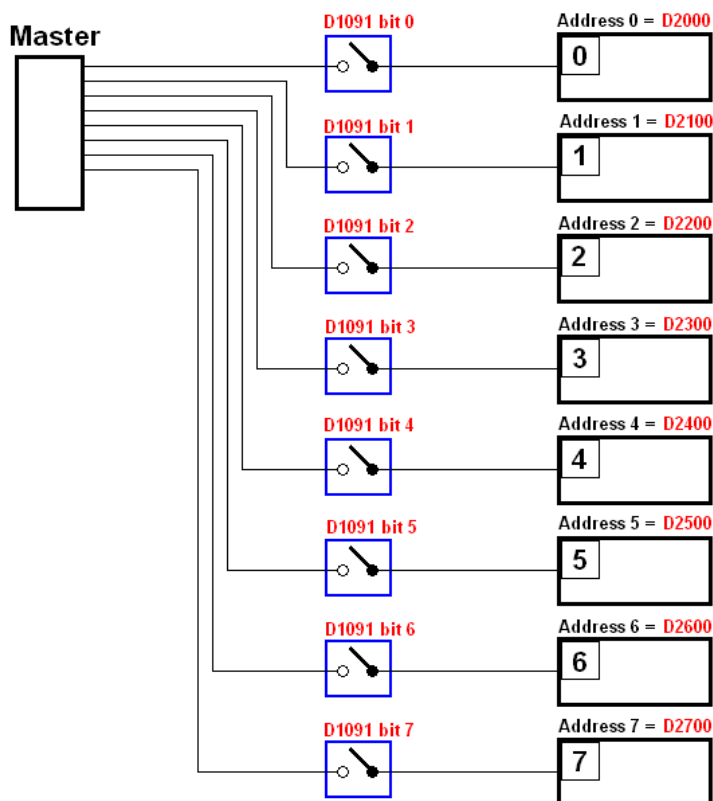 Master
D1091 bit 0
Address 0 = D2000
0
D1091 bit 1
Address 1 = D2100
1
D1091 bit 2
Address 2 = D2200
2
D1091 bit 3
Address 3 = D2300
3
D1091 bit 4
Address 4 = D2400
4
D1091 bit 5
Address 5 = D2500
5
D1091 bit 6
Address 6 = D2600
6
D1091 bit 7
Address 7 = D2700
7